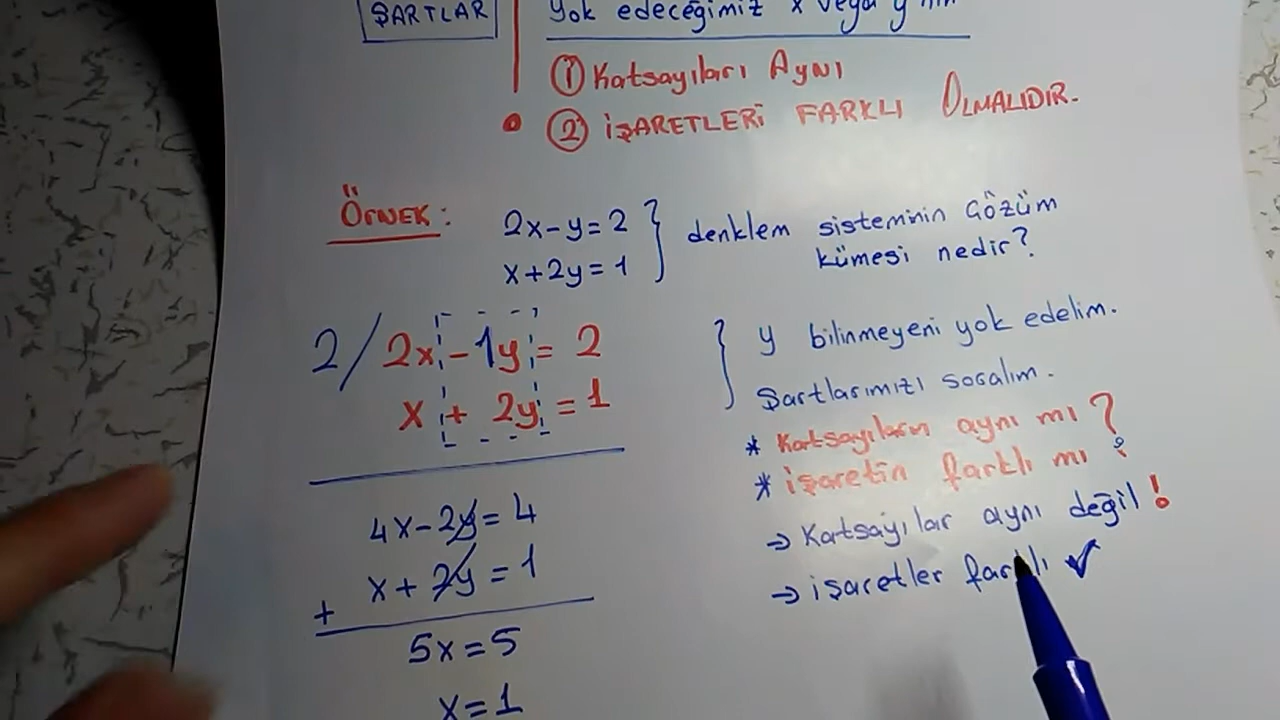 ŞARTLAR
yok edeceğimiz x veya y'nin
① Katsayıları Aynı
② İŞARETLERİ FARKLI OLMALIDIR.
ÖRNEK:
2x-y=2
x+2y=1
denklem sisteminin çözüm
kümesi nedir?
2/2x-1y=2
x+2y=1
y bilinmeyeni yok edelim.
Şartlarımızı soralım.
* Katsayıların aynı mı?
* işaretin farklı mı?
→ Katsayılar aynı değil!
→ işaretler farklı ✓
4x-2y=4
x+2y=1
+
5x=5
x=1